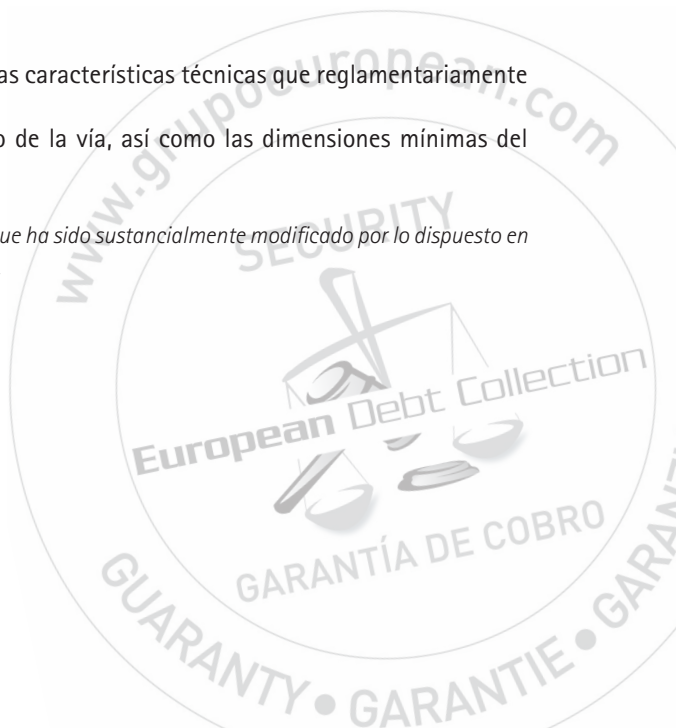 as características técnicas que reglamentariamente
o de la vía, así como las dimensiones mínimas del
ue ha sido sustancialmente modificado por lo dispuesto en
www.grupoeuropean.com
SECURITY
European Debt Collection
GARANTÍA DE COBRO
GUARANTY • GARANTIE • GARANTI